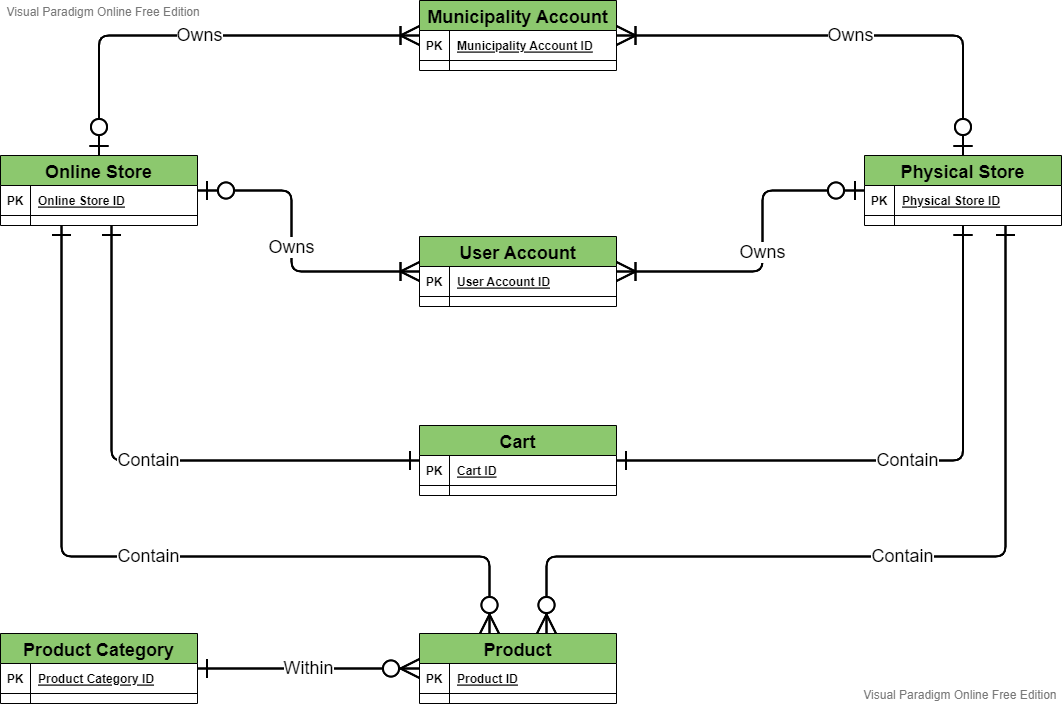 Visual Paradigm Online Free Edition
Municipality Account
PK Municipality Account ID
Owns
Owns
Online Store
PK Online Store ID
Physical Store
PK Physical Store ID
Owns
Owns
User Account
PK User Account ID
Cart
PK Cart ID
Contain
Contain
Contain
Contain
Product Category
PK Product Category ID
Within
Product
PK Product ID
Visual Paradigm Online Free Edition